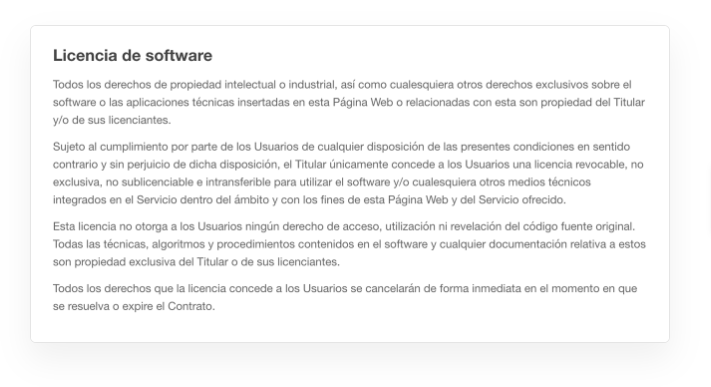 Licencia de software
Todos los derechos de propiedad intelectual o industrial, así como cualesquiera otros derechos exclusivos sobre el
software o las aplicaciones técnicas insertadas en esta Página Web o relacionadas con esta son propiedad del Titular
y/o de sus licenciantes.
Sujeto al cumplimiento por parte de los Usuarios de cualquier disposición de las presentes condiciones en sentido
contrario y sin perjuicio de dicha disposición, el Titular únicamente concede a los Usuarios una licencia revocable, no
exclusiva, no sublicenciable e intransferible para utilizar el software y/o cualesquiera otros medios técnicos
integrados en el Servicio dentro del ámbito y con los fines de esta Página Web y del Servicio ofrecido.
Esta licencia no otorga a los Usuarios ningún derecho de acceso, utilización ni revelación del código fuente original.
Todas las técnicas, algoritmos y procedimientos contenidos en el software y cualquier documentación relativa a estos
son propiedad exclusiva del Titular o de sus licenciantes.
Todos los derechos que la licencia concede a los Usuarios se cancelarán de forma inmediata en el momento en que
se resuelva o expire el Contrato.